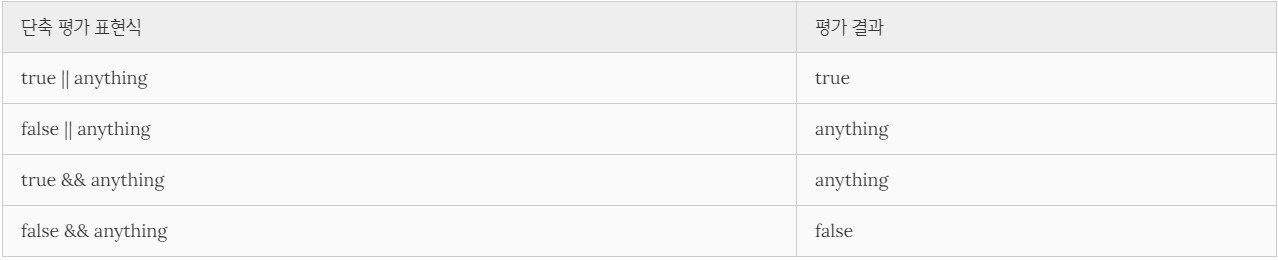 단축 평가 표현식 평가 결과
true || anything true
false || anything anything
true && anything anything
false && anything false